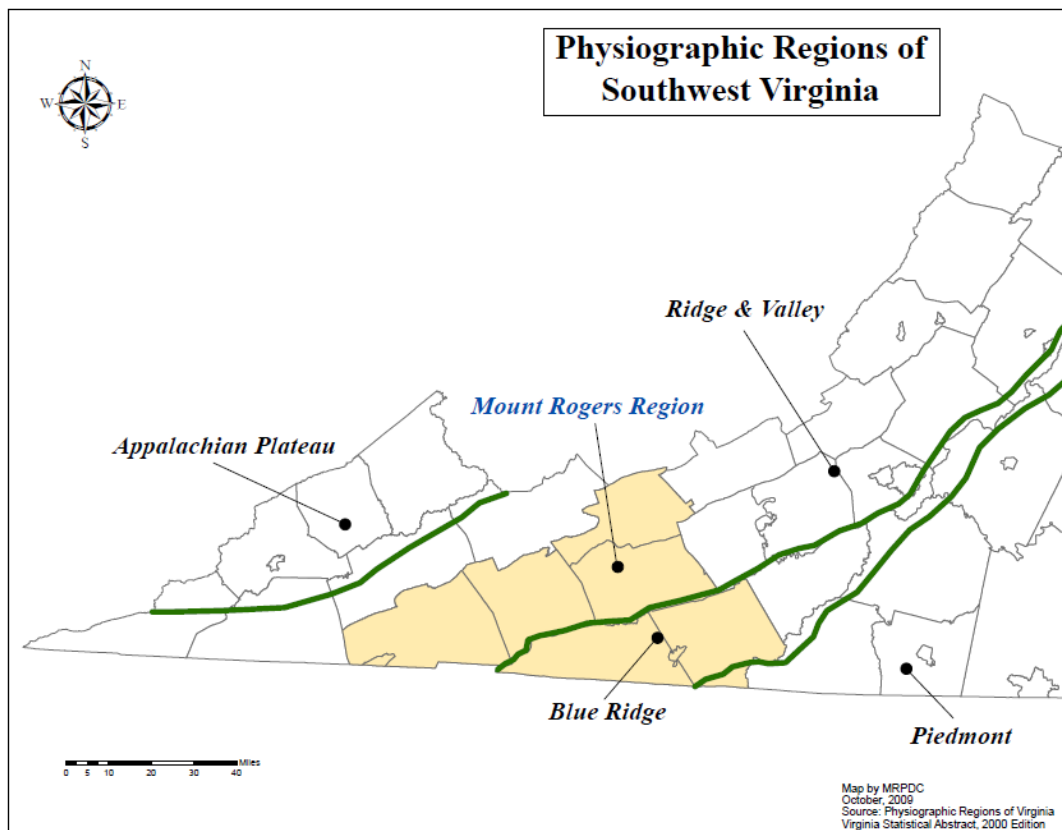 Physiographic Regions of
Southwest Virginia
N
W E
S
Ridge & Valley
Mount Rogers Region
Appalachian Plateau
Blue Ridge
Piedmont
Miles
0 5 10 20 30 40
Map by MRPDC
October, 2009
Source: Physiographic Regions of Virginia
Virginia Statistical Abstract, 2000 Edition